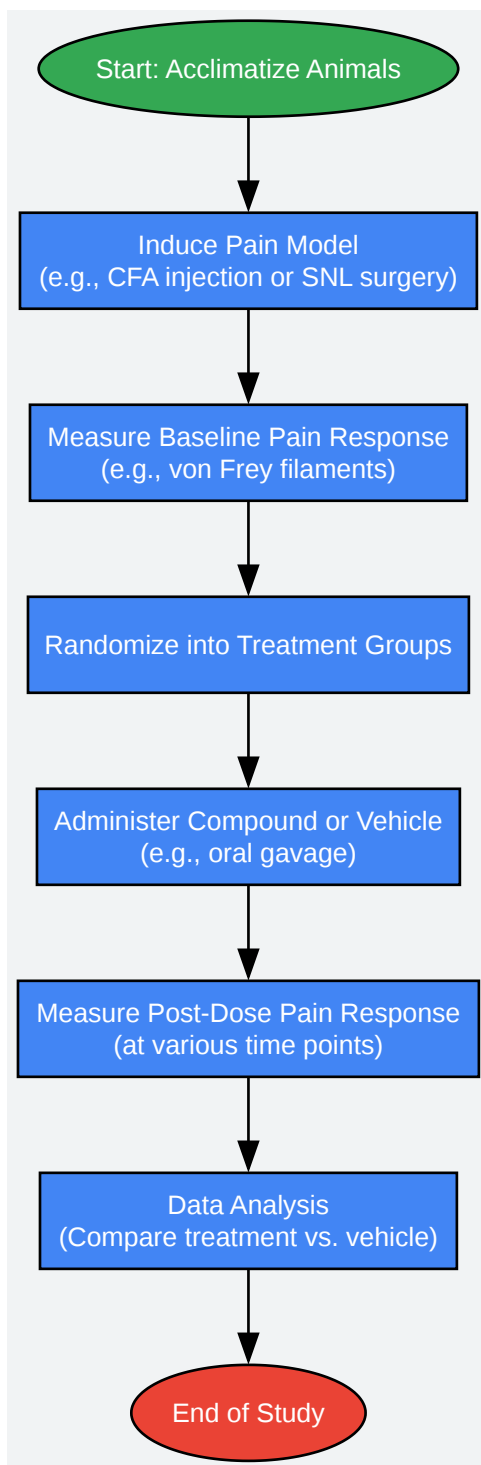 Start: Acclimatize Animals
Induce Pain Model
(e.g., CFA injection or SNL surgery)
Measure Baseline Pain Response
(e.g., von Frey filaments)
Randomize into Treatment Groups
Administer Compound or Vehicle
(e.g., oral gavage)
Measure Post-Dose Pain Response
(at various time points)
Data Analysis
(Compare treatment vs. vehicle)
End of Study